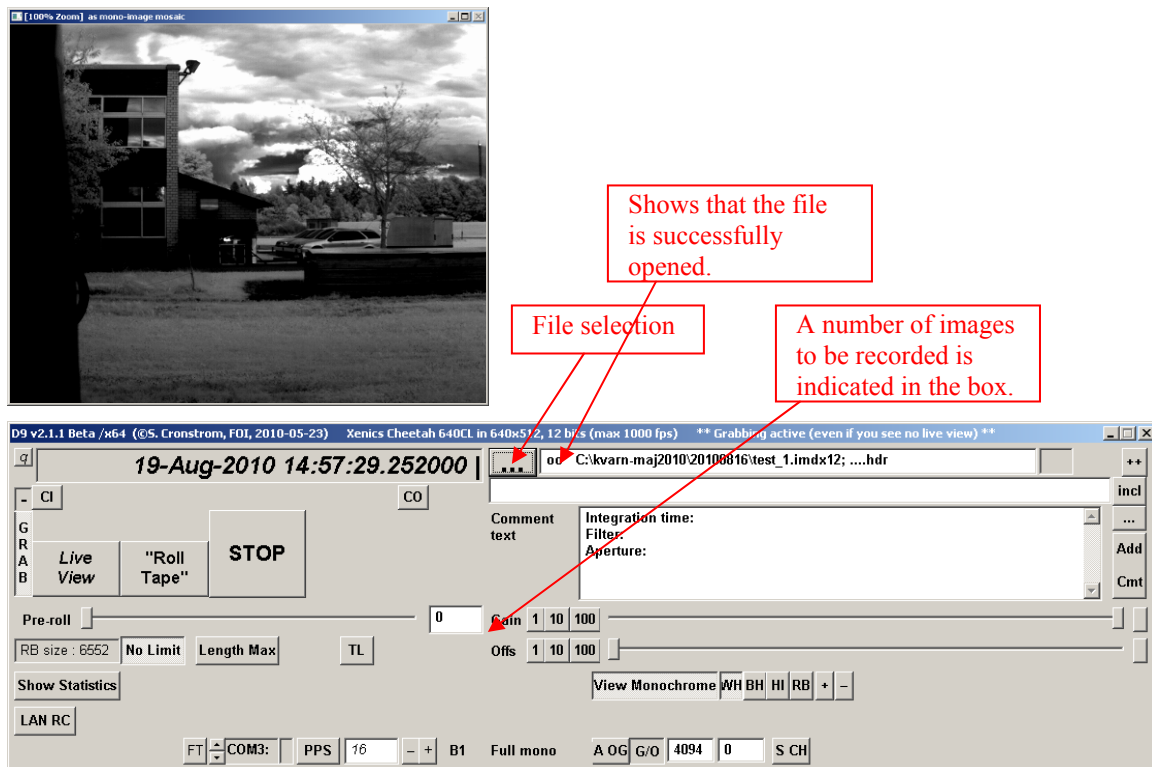 [100% Zoom] as mono-image mosaic
Shows that the file
is successfully
opened.
File selection
A number of images
to be recorded is
indicated in the box.
D9 v2.1.1 Beta /x64 (©S. Cronstrom, FOI, 2010-05-23) Xenics Cheetah 640CL in 640x512, 12 bits (max 1000 fps) ** Grabbing active (even if you see no live view) **
q
19-Aug-2010 14:57:29.252000 |
...
C:\kvarn-maj2010\20100816\test_1.imdx12; ....hdr
++
- CI
CO
incl
GRAB
Live View
"Roll Tape"
STOP
Comment text
Integration time:
Filter:
Aperture:
...
Add
Cmt
Pre-roll
0
Gain 1 10 100
RB size : 6552 No Limit Length Max TL
Offs 1 10 100
Show Statistics
View Monochrome WH BH HI RB + -
LAN RC
FT COM3: PPS 16 - + B1
Full mono A OG G/O 4094 0 S CH